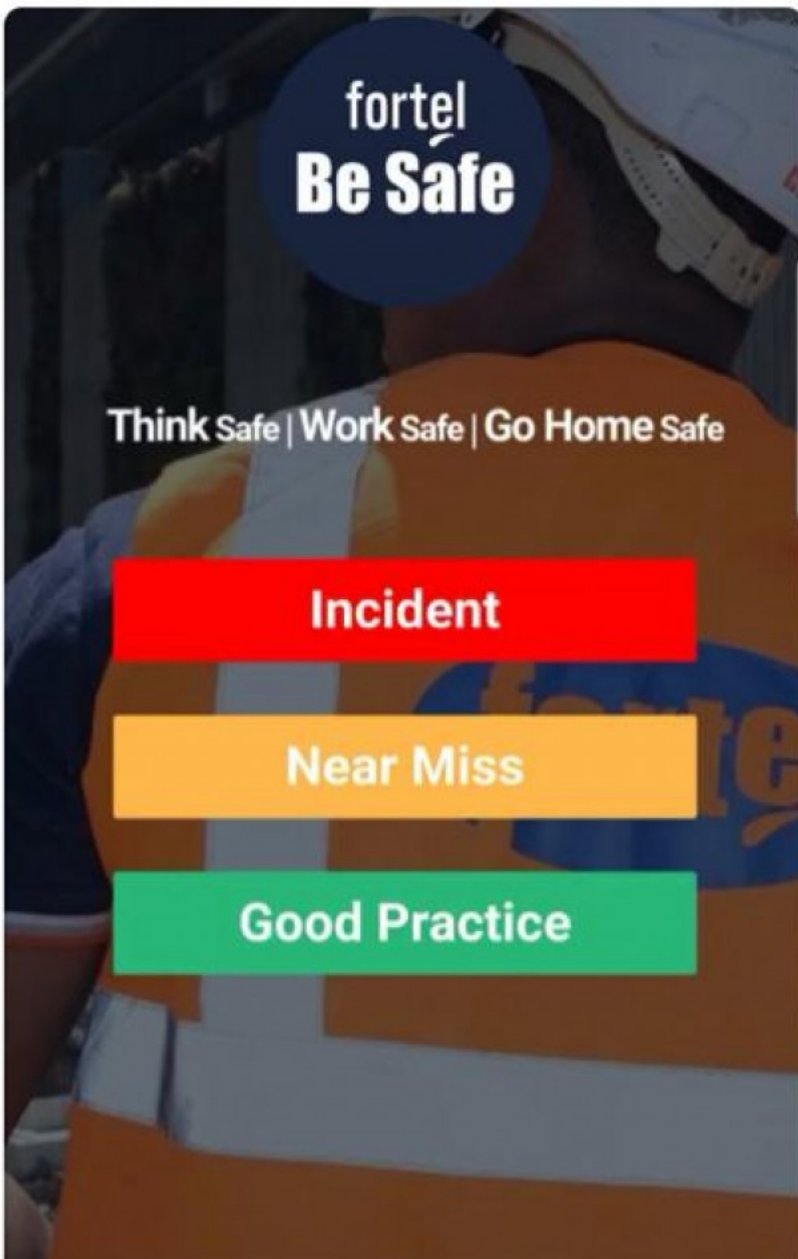 fortel
Be Safe
Think Safe | Work Safe | Go Home Safe
Incident
Near Miss
Good Practice